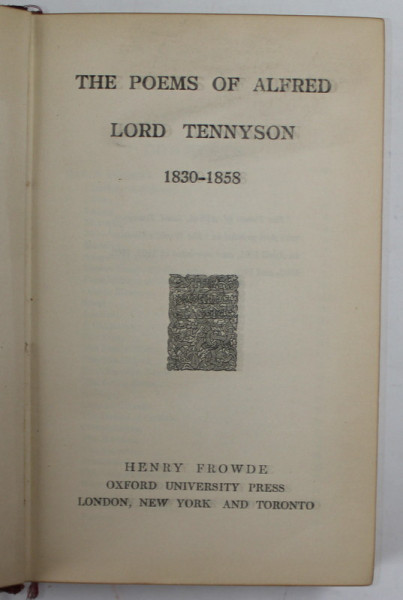 THE POEMS OF ALFRED
LORD TENNYSON
1830-1858
HENRY FROWDE
OXFORD UNIVERSITY PRESS
LONDON, NEW YORK AND TORONTO